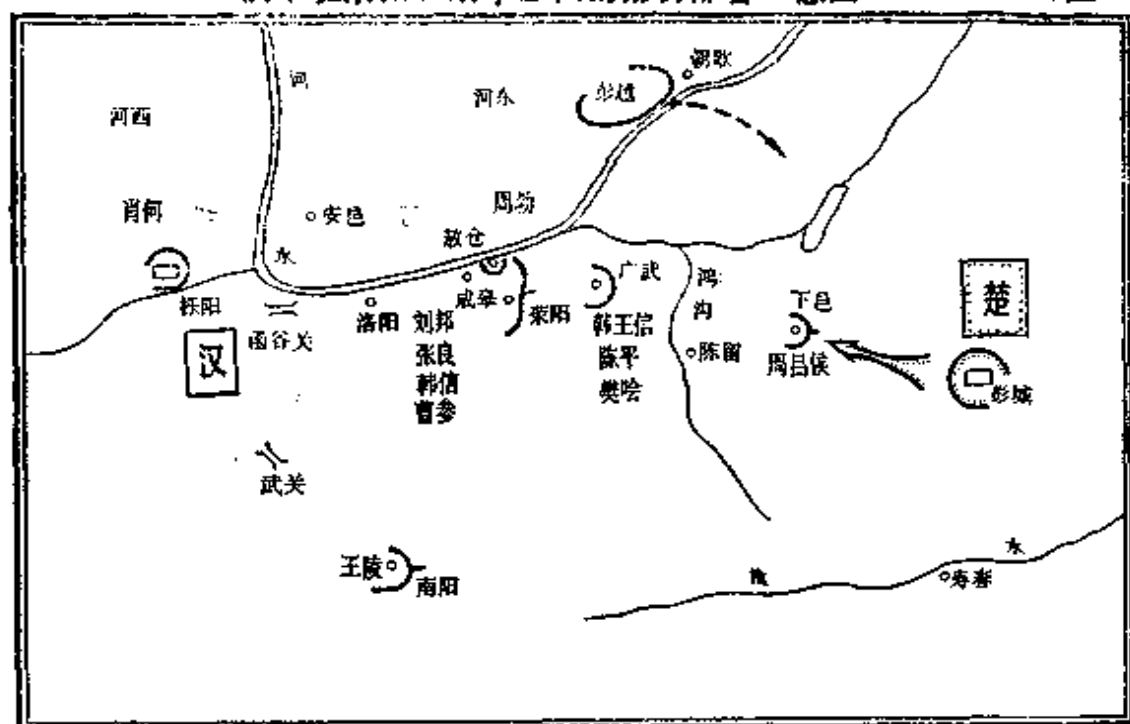 河
朝歌
彭越
河东
河西
肖何
安邑
周勃
敖仓
水
栎阳
函谷关
洛阳
成皋
荥阳
广武
鸿
沟
下邑
楚
汉
刘邦
张良
韩信
曹参
韩王信
陈平
樊哙
陈留
周吕侯
彭城
武关
王陵
南阳
水
寿春